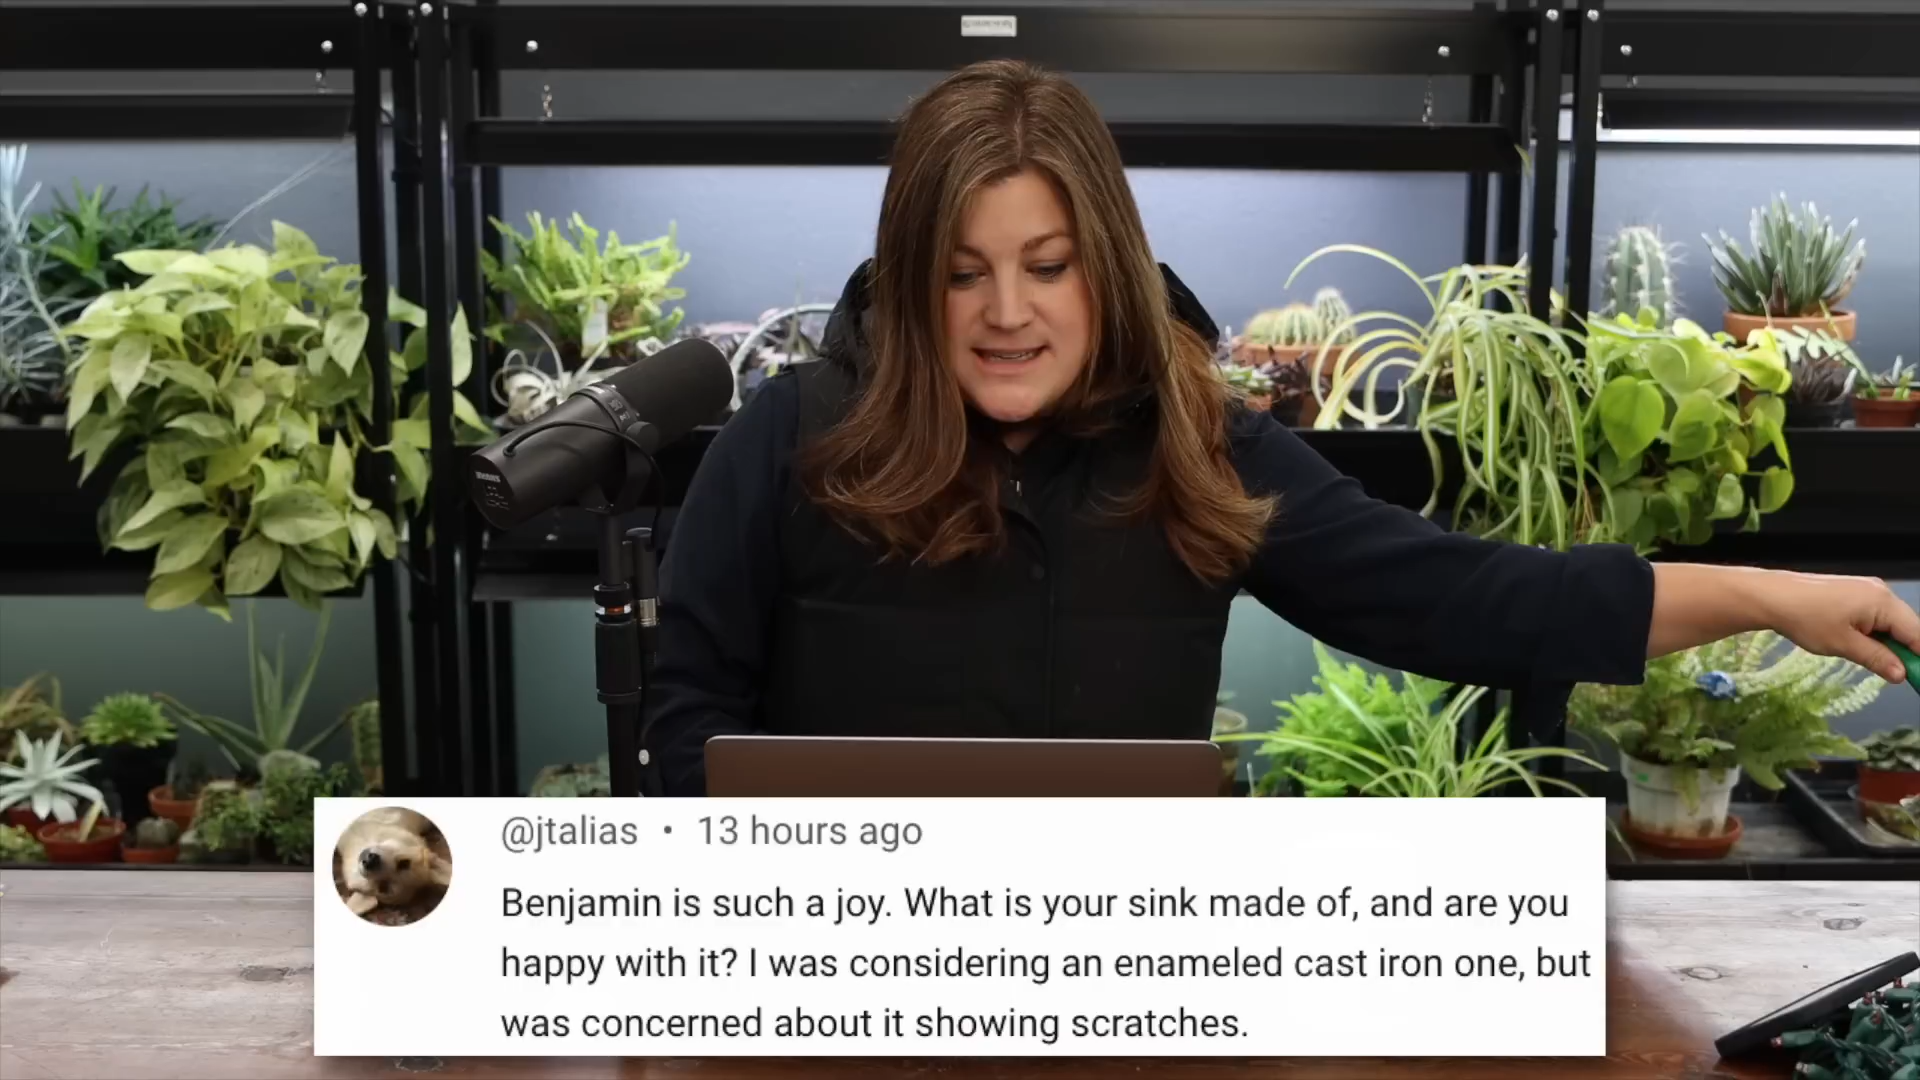 @jtalias • 13 hours ago
Benjamin is such a joy. What is your sink made of, and are you
happy with it? I was considering an enameled cast iron one, but
was concerned about it showing scratches.